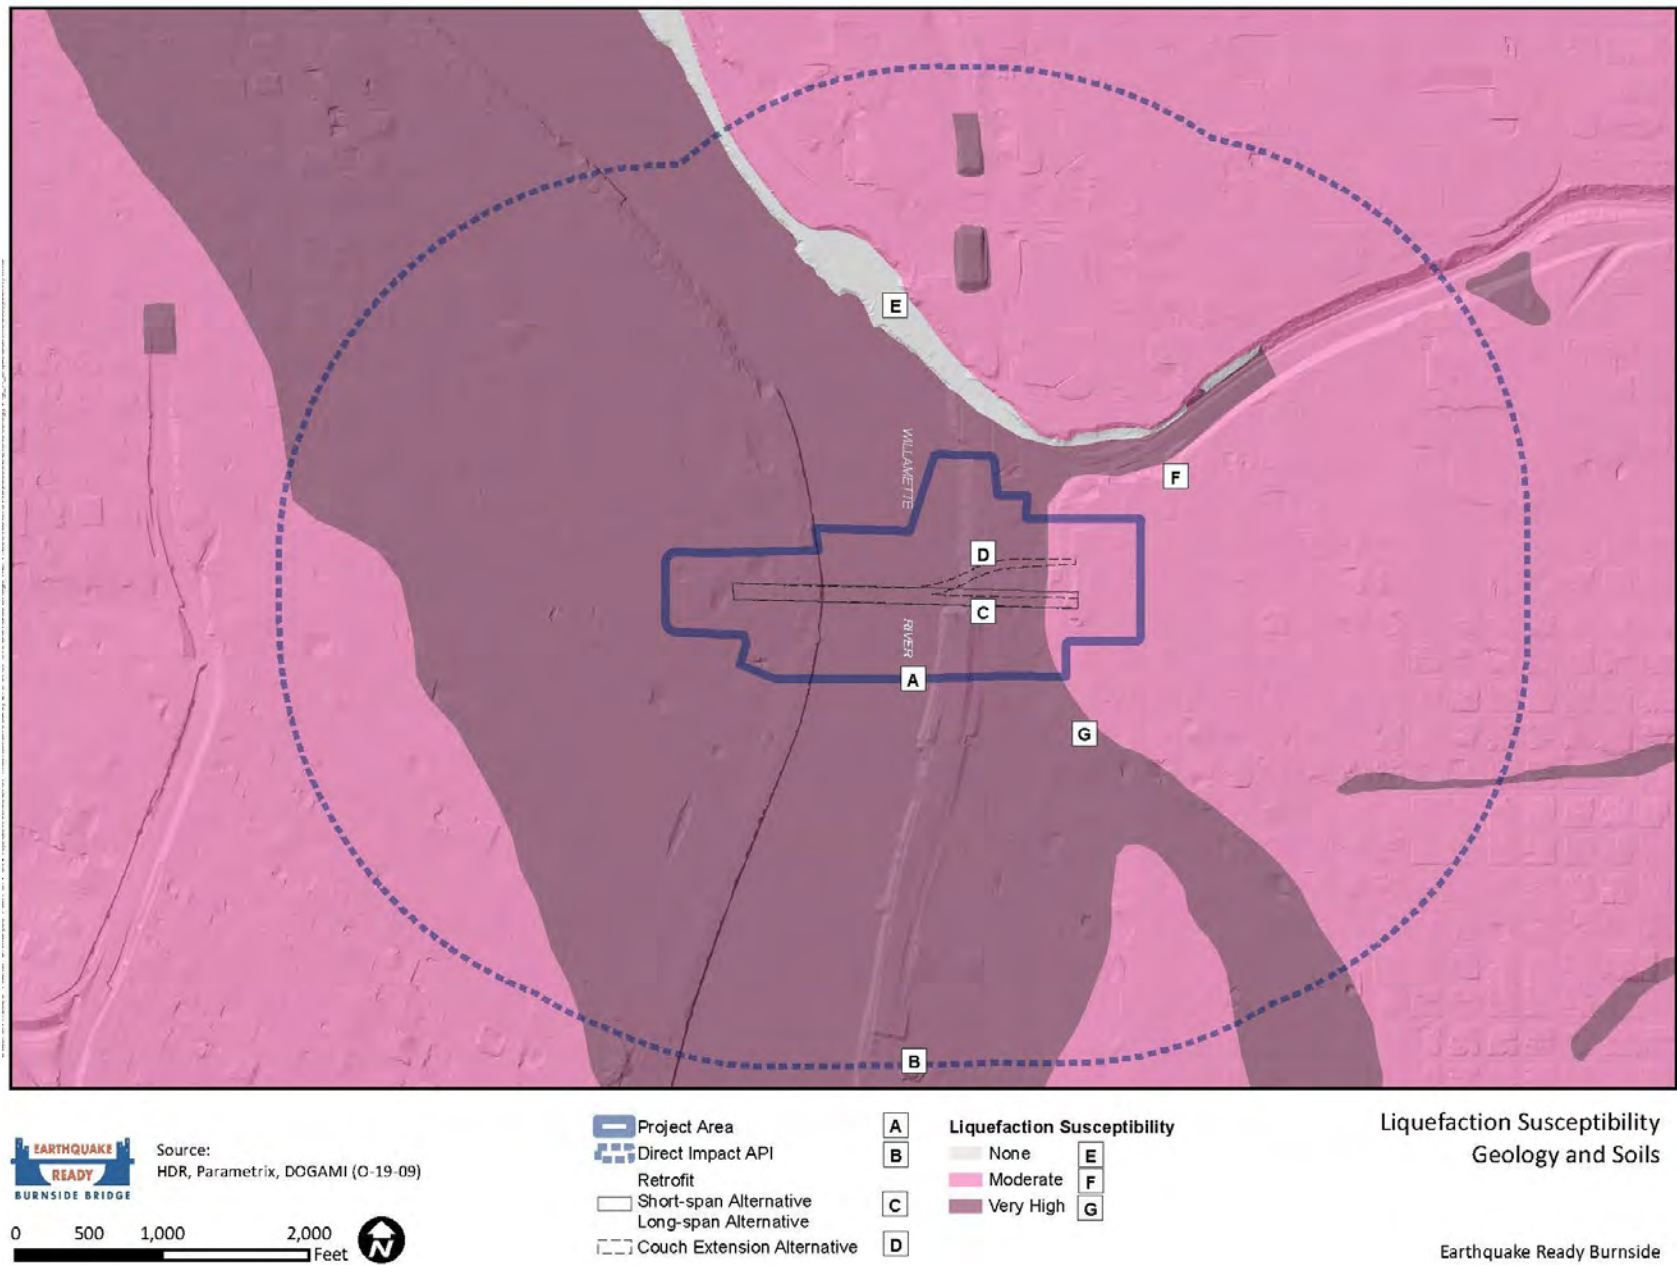 E
WILLAMETTE
F
D
C
RIVER
A
G
B
EARTHQUAKE
READY
BURNSIDE BRIDGE
Source:
HDR, Parametrix, DOGAMI (O-19-09)
0 500 1,000 2,000
Feet
N
Project Area A
Direct Impact API B
Retrofit
Short-span Alternative C
Long-span Alternative
Couch Extension Alternative D
Liquefaction Susceptibility
None E
Moderate F
Very High G
Liquefaction Susceptibility
Geology and Soils
Earthquake Ready Burnside